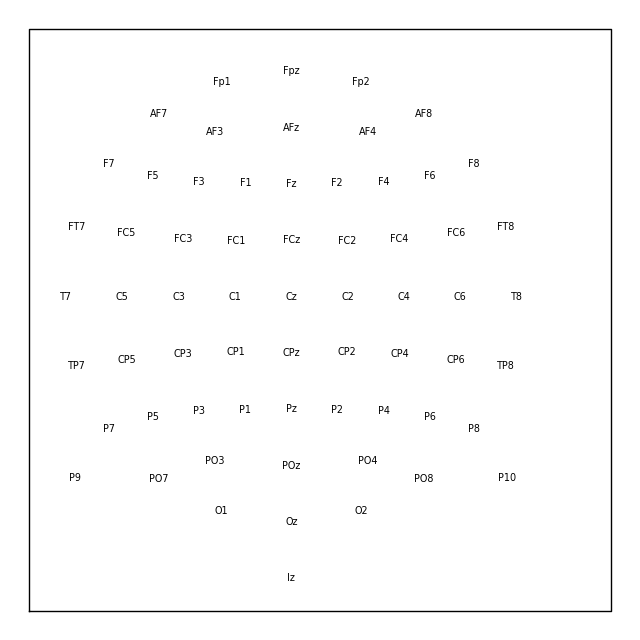 Fpz
Fp1 Fp2
AF7 AF8
AF3 AFz AF4
F7 F8
F5 F3 F1 Fz F2 F4 F6
FT7 FT8
FC5 FC3 FC1 FCz FC2 FC4 FC6
T7 C5 C3 C1 Cz C2 C4 C6 T8
CP5 CP3 CP1 CPz CP2 CP4 CP6
TP7 TP8
P5 P3 P1 Pz P2 P4 P6
P7 P8
PO3 POz PO4
P9 PO7 PO8 P10
O1 Oz O2
Iz